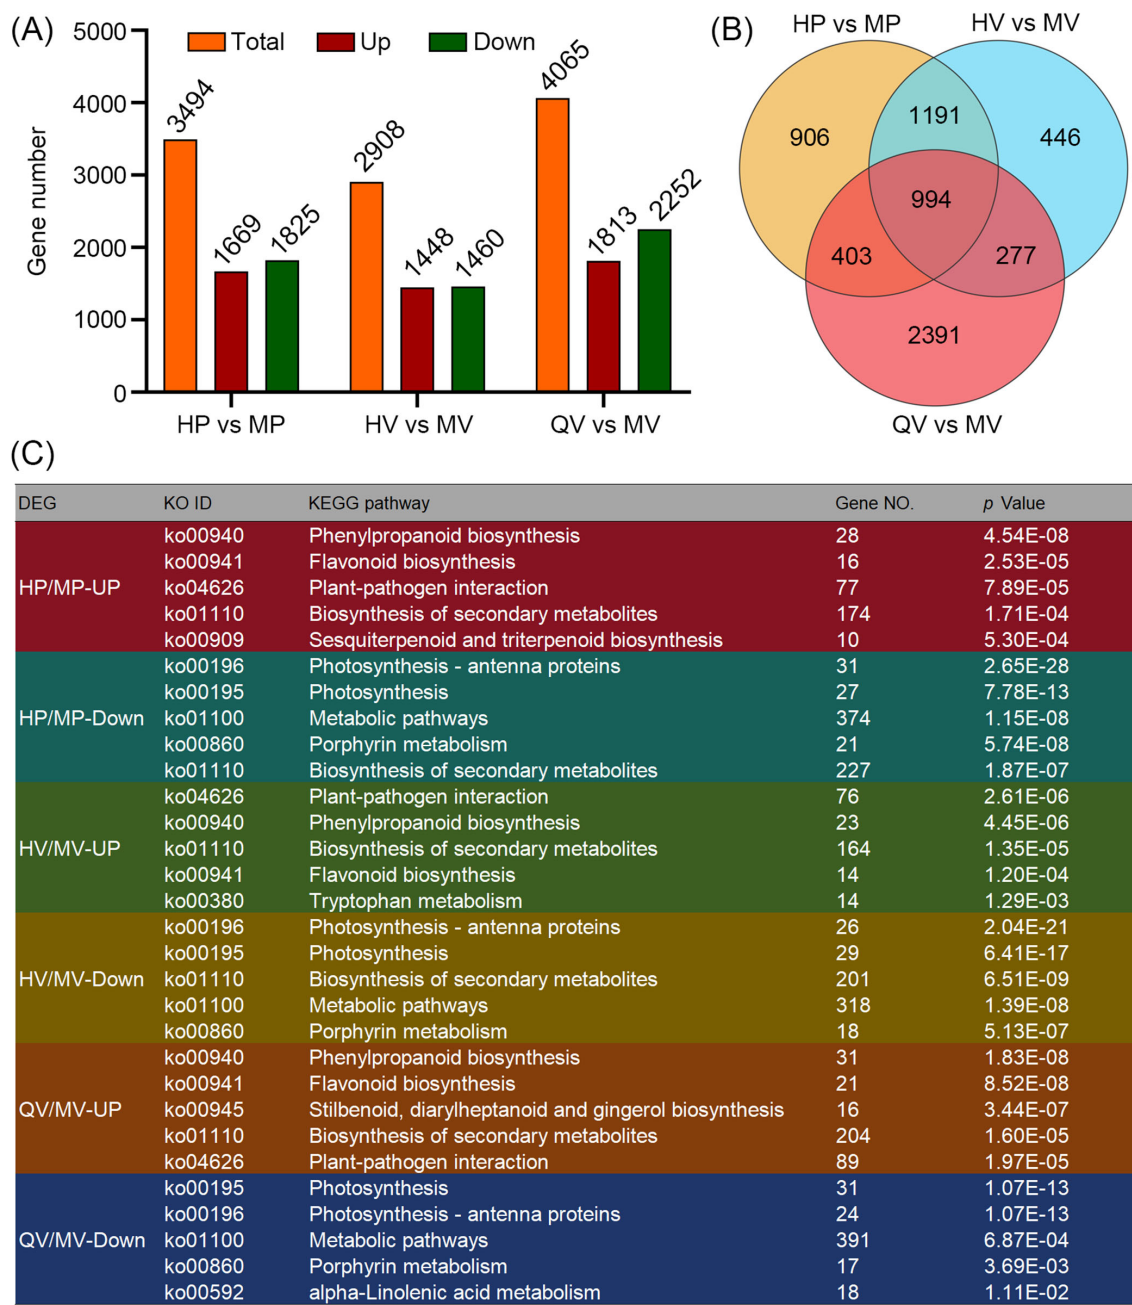 (A)
5000
4000
3000
2000
1000
0
Gene number
Total Up Down
3494
1669
1825
2908
1448
1460
4065
1813
2252
HP vs MP HV vs MV QV vs MV
(B)
HP vs MP HV vs MV
906 1191 446
994
403 277
2391
QV vs MV
(C)
DEG KO ID KEGG pathway Gene NO. p Value
HP/MP-UP
ko00940 Phenylpropanoid biosynthesis 28 4.54E-08
ko00941 Flavonoid biosynthesis 16 2.53E-05
ko04626 Plant-pathogen interaction 77 7.89E-05
ko01110 Biosynthesis of secondary metabolites 174 1.71E-04
ko00909 Sesquiterpenoid and triterpenoid biosynthesis 10 5.30E-04
HP/MP-Down
ko00196 Photosynthesis - antenna proteins 31 2.65E-28
ko00195 Photosynthesis 27 7.78E-13
ko01100 Metabolic pathways 374 1.15E-08
ko00860 Porphyrin metabolism 21 5.74E-08
ko01110 Biosynthesis of secondary metabolites 227 1.87E-07
HV/MV-UP
ko04626 Plant-pathogen interaction 76 2.61E-06
ko00940 Phenylpropanoid biosynthesis 23 4.45E-06
ko01110 Biosynthesis of secondary metabolites 164 1.35E-05
ko00941 Flavonoid biosynthesis 14 1.20E-04
ko00380 Tryptophan metabolism 14 1.29E-03
HV/MV-Down
ko00196 Photosynthesis - antenna proteins 26 2.04E-21
ko00195 Photosynthesis 29 6.41E-17
ko01110 Biosynthesis of secondary metabolites 201 6.51E-09
ko01100 Metabolic pathways 318 1.39E-08
ko00860 Porphyrin metabolism 18 5.13E-07
QV/MV-UP
ko00940 Phenylpropanoid biosynthesis 31 1.83E-08
ko00941 Flavonoid biosynthesis 21 8.52E-08
ko00945 Stilbenoid, diarylheptanoid and gingerol biosynthesis 16 3.44E-07
ko01110 Biosynthesis of secondary metabolites 204 1.60E-05
ko04626 Plant-pathogen interaction 89 1.97E-05
QV/MV-Down
ko00195 Photosynthesis 31 1.07E-13
ko00196 Photosynthesis - antenna proteins 24 1.07E-13
ko01100 Metabolic pathways 391 6.87E-04
ko00860 Porphyrin metabolism 17 3.69E-03
ko00592 alpha-Linolenic acid metabolism 18 1.11E-02